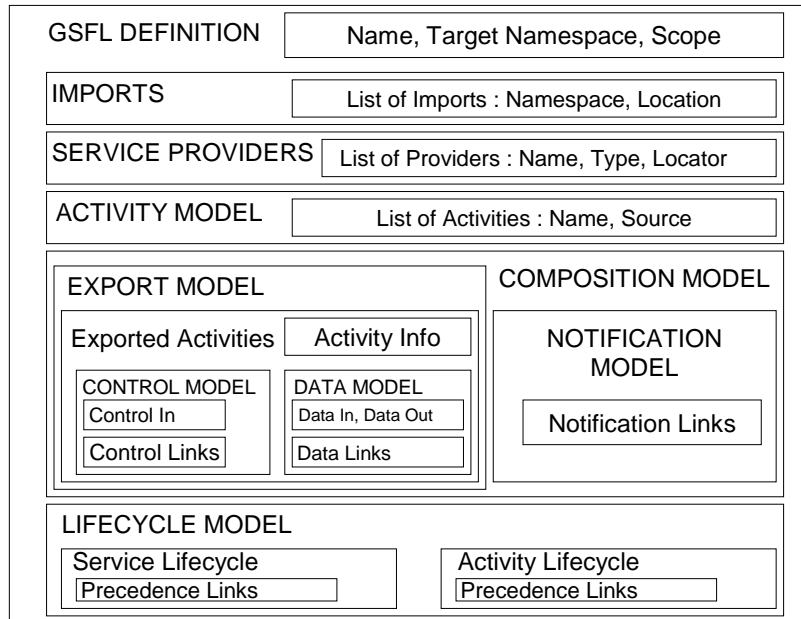 GSFL DEFINITION
Name, Target Namespace, Scope
IMPORTS
List of Imports : Namespace, Location
SERVICE PROVIDERS
List of Providers : Name, Type, Locator
ACTIVITY MODEL
List of Activities : Name, Source
EXPORT MODEL
Exported Activities
Activity Info
CONTROL MODEL
Control In
Control Links
DATA MODEL
Data In, Data Out
Data Links
COMPOSITION MODEL
NOTIFICATION
MODEL
Notification Links
LIFECYCLE MODEL
Service Lifecycle
Precedence Links
Activity Lifecycle
Precedence Links